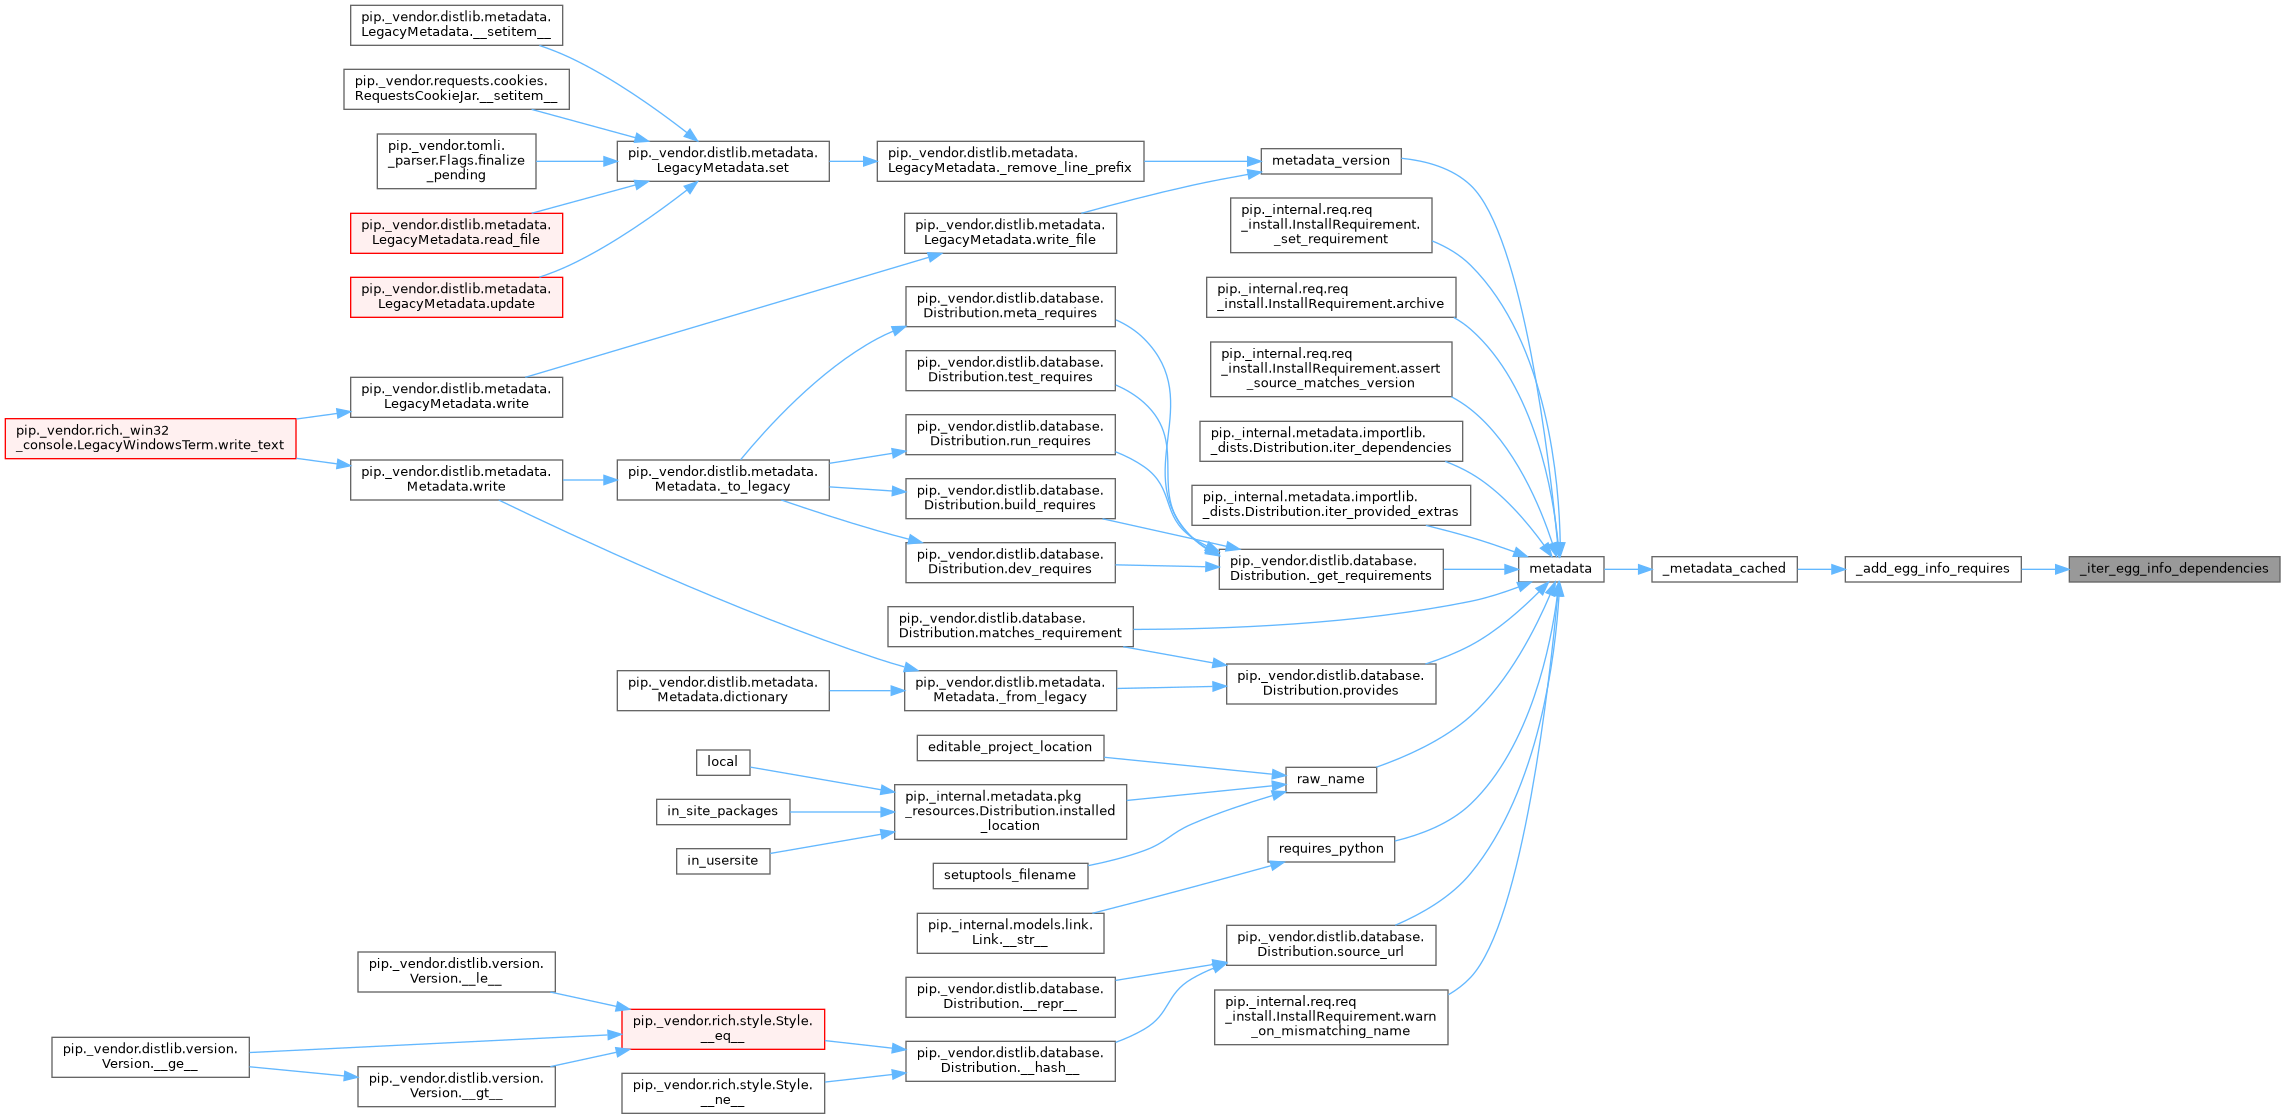 pip._vendor.distlib.metadata.
LegacyMetadata.__setitem__
pip._vendor.requests.cookies.
RequestsCookieJar.__setitem__
pip._vendor.tomli.
_parser.Flags.finalize
_pending
pip._vendor.distlib.metadata.
LegacyMetadata.read_file
pip._vendor.distlib.metadata.
LegacyMetadata.update
pip._vendor.distlib.metadata.
LegacyMetadata.set
pip._vendor.distlib.metadata.
LegacyMetadata._remove_line_prefix
metadata_version
pip._vendor.distlib.metadata.
LegacyMetadata.write_file
pip._internal.req.req
_install.InstallRequirement.
_set_requirement
pip._internal.req.req
_install.InstallRequirement.archive
pip._internal.req.req
_install.InstallRequirement.assert
_source_matches_version
pip._internal.metadata.importlib.
_dists.Distribution.iter_dependencies
pip._internal.metadata.importlib.
_dists.Distribution.iter_provided_extras
pip._vendor.distlib.database.
Distribution.meta_requires
pip._vendor.distlib.database.
Distribution.test_requires
pip._vendor.distlib.database.
Distribution.run_requires
pip._vendor.distlib.database.
Distribution.build_requires
pip._vendor.distlib.database.
Distribution.dev_requires
pip._vendor.distlib.metadata.
LegacyMetadata.write
pip._vendor.rich._win32
_console.LegacyWindowsTerm.write_text
pip._vendor.distlib.metadata.
Metadata.write
pip._vendor.distlib.metadata.
Metadata._to_legacy
pip._vendor.distlib.database.
Distribution._get_requirements
metadata
_metadata_cached
_add_egg_info_requires
_iter_egg_info_dependencies
pip._vendor.distlib.database.
Distribution.matches_requirement
pip._vendor.distlib.database.
Distribution.provides
pip._vendor.distlib.metadata.
Metadata.dictionary
pip._vendor.distlib.metadata.
Metadata._from_legacy
editable_project_location
local
in_site_packages
in_usersite
pip._internal.metadata.pkg
_resources.Distribution.installed
_location
raw_name
setuptools_filename
requires_python
pip._internal.models.link.
Link.__str__
pip._vendor.distlib.database.
Distribution.source_url
pip._vendor.distlib.database.
Distribution.__repr__
pip._internal.req.req
_install.InstallRequirement.warn
_on_mismatching_name
pip._vendor.distlib.version.
Version.__le__
pip._vendor.rich.style.Style.
__eq__
pip._vendor.distlib.version.
Version.__ge__
pip._vendor.distlib.version.
Version.__gt__
pip._vendor.distlib.database.
Distribution.__hash__
pip._vendor.rich.style.Style.
__ne__